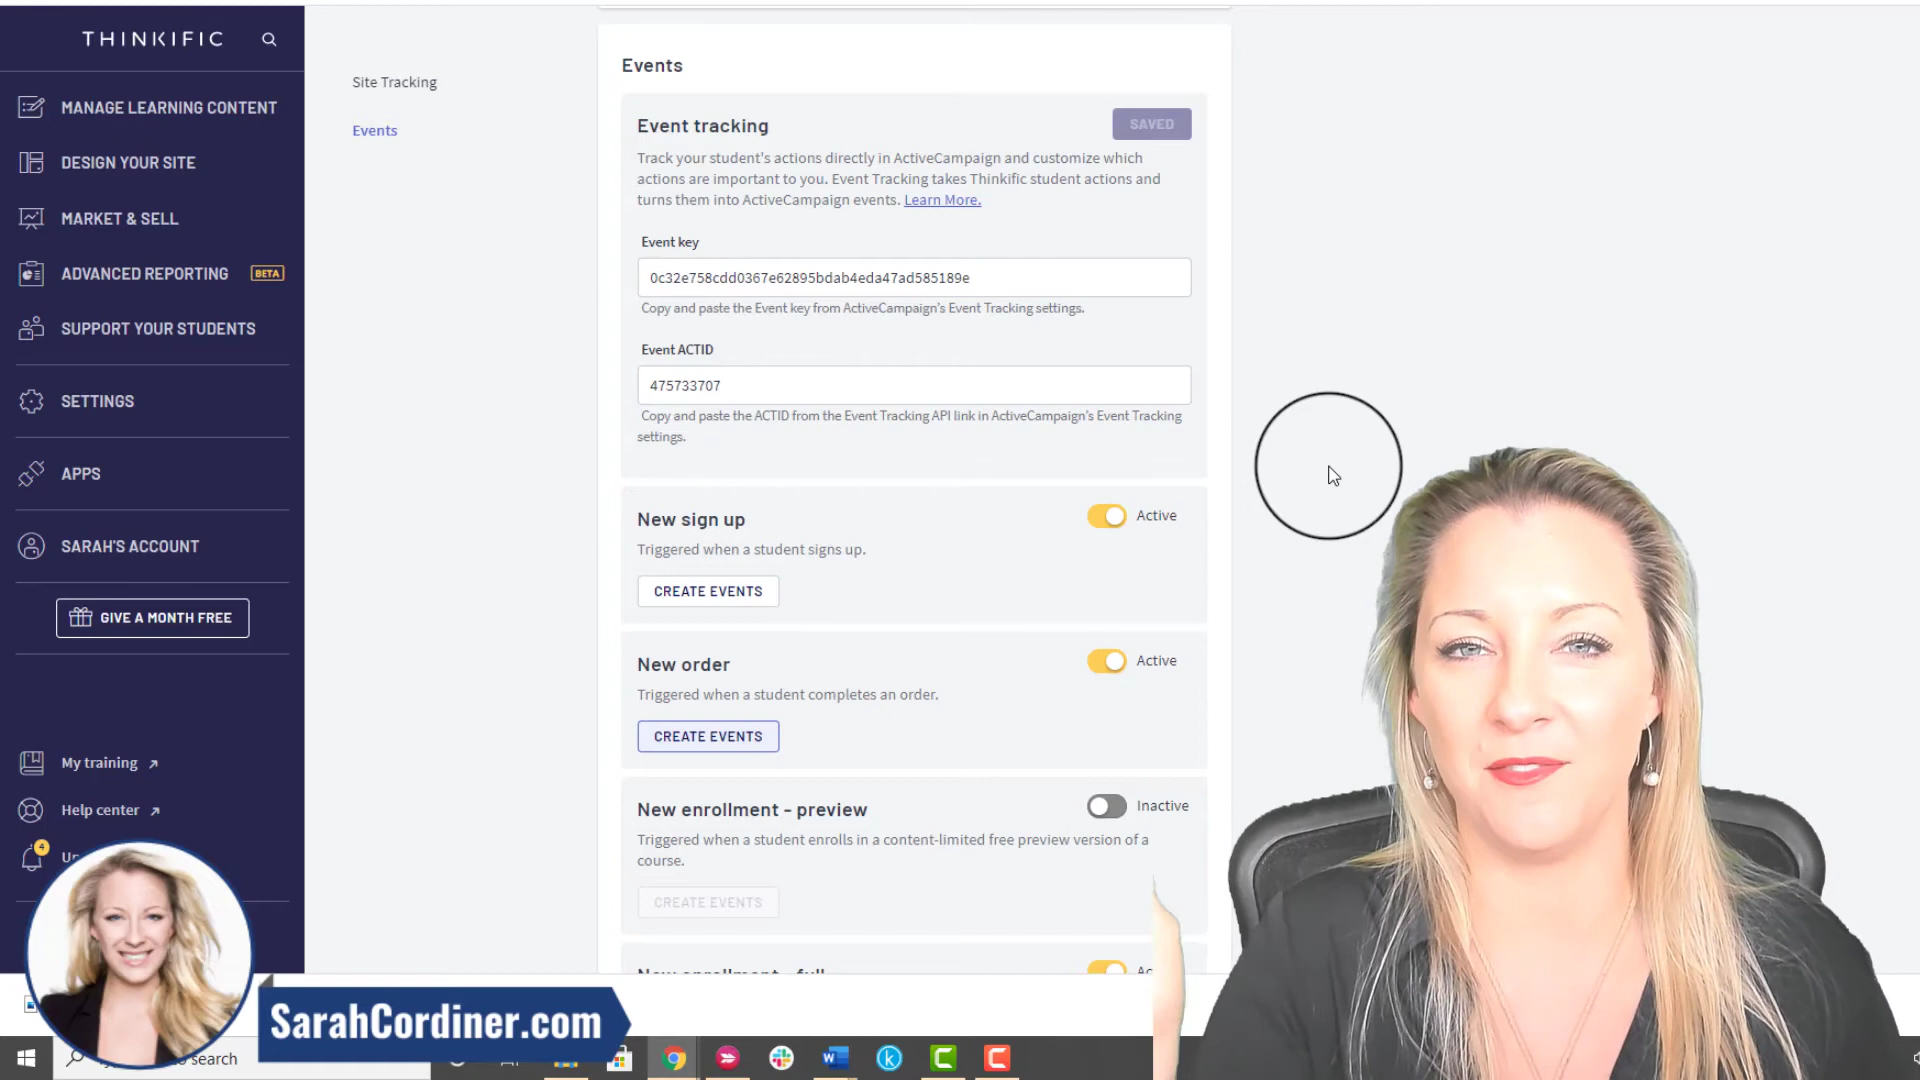 THINKIFIC
MANAGE LEARNING CONTENT
DESIGN YOUR SITE
MARKET & SELL
ADVANCED REPORTING BETA
SUPPORT YOUR STUDENTS
SETTINGS
APPS
SARAH'S ACCOUNT
GIVE A MONTH FREE
My training
Help center
4
Site Tracking
Events
Events
Event tracking
SAVED
Track your student's actions directly in ActiveCampaign and customize which
actions are important to you. Event Tracking takes Thinkific student actions and
turns them into ActiveCampaign events. Learn More.
Event key
0c32e758cdd0367e62895bdab4eda47ad585189e
Copy and paste the Event key from ActiveCampaign's Event Tracking settings.
Event ACTID
475733707
Copy and paste the ACTID from the Event Tracking API link in ActiveCampaign's Event Tracking
settings.
New sign up
Active
Triggered when a student signs up.
CREATE EVENTS
New order
Active
Triggered when a student completes an order.
CREATE EVENTS
New enrollment - preview
Inactive
Triggered when a student enrolls in a content-limited free preview version of a
course.
CREATE EVENTS
SarahCordiner.com
search